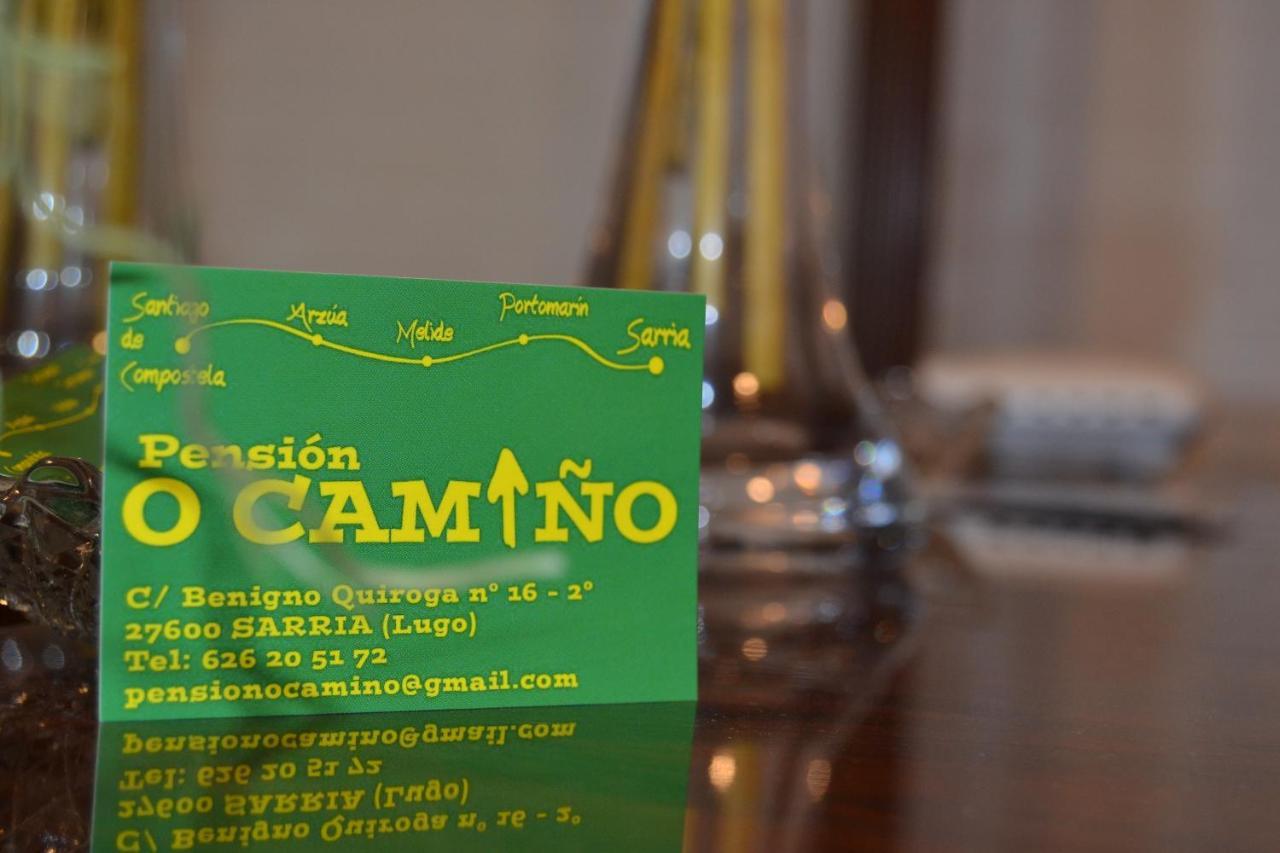 Santiago
de
Compostela
Arzúa
Melide
Portomarín
Sarria
Pensión
O CAMIÑO
C/ Benigno Quiroga nº 16 - 2º
27600 SARRIA (Lugo)
Tel: 626 20 51 72
pensionocamino@gmail.com